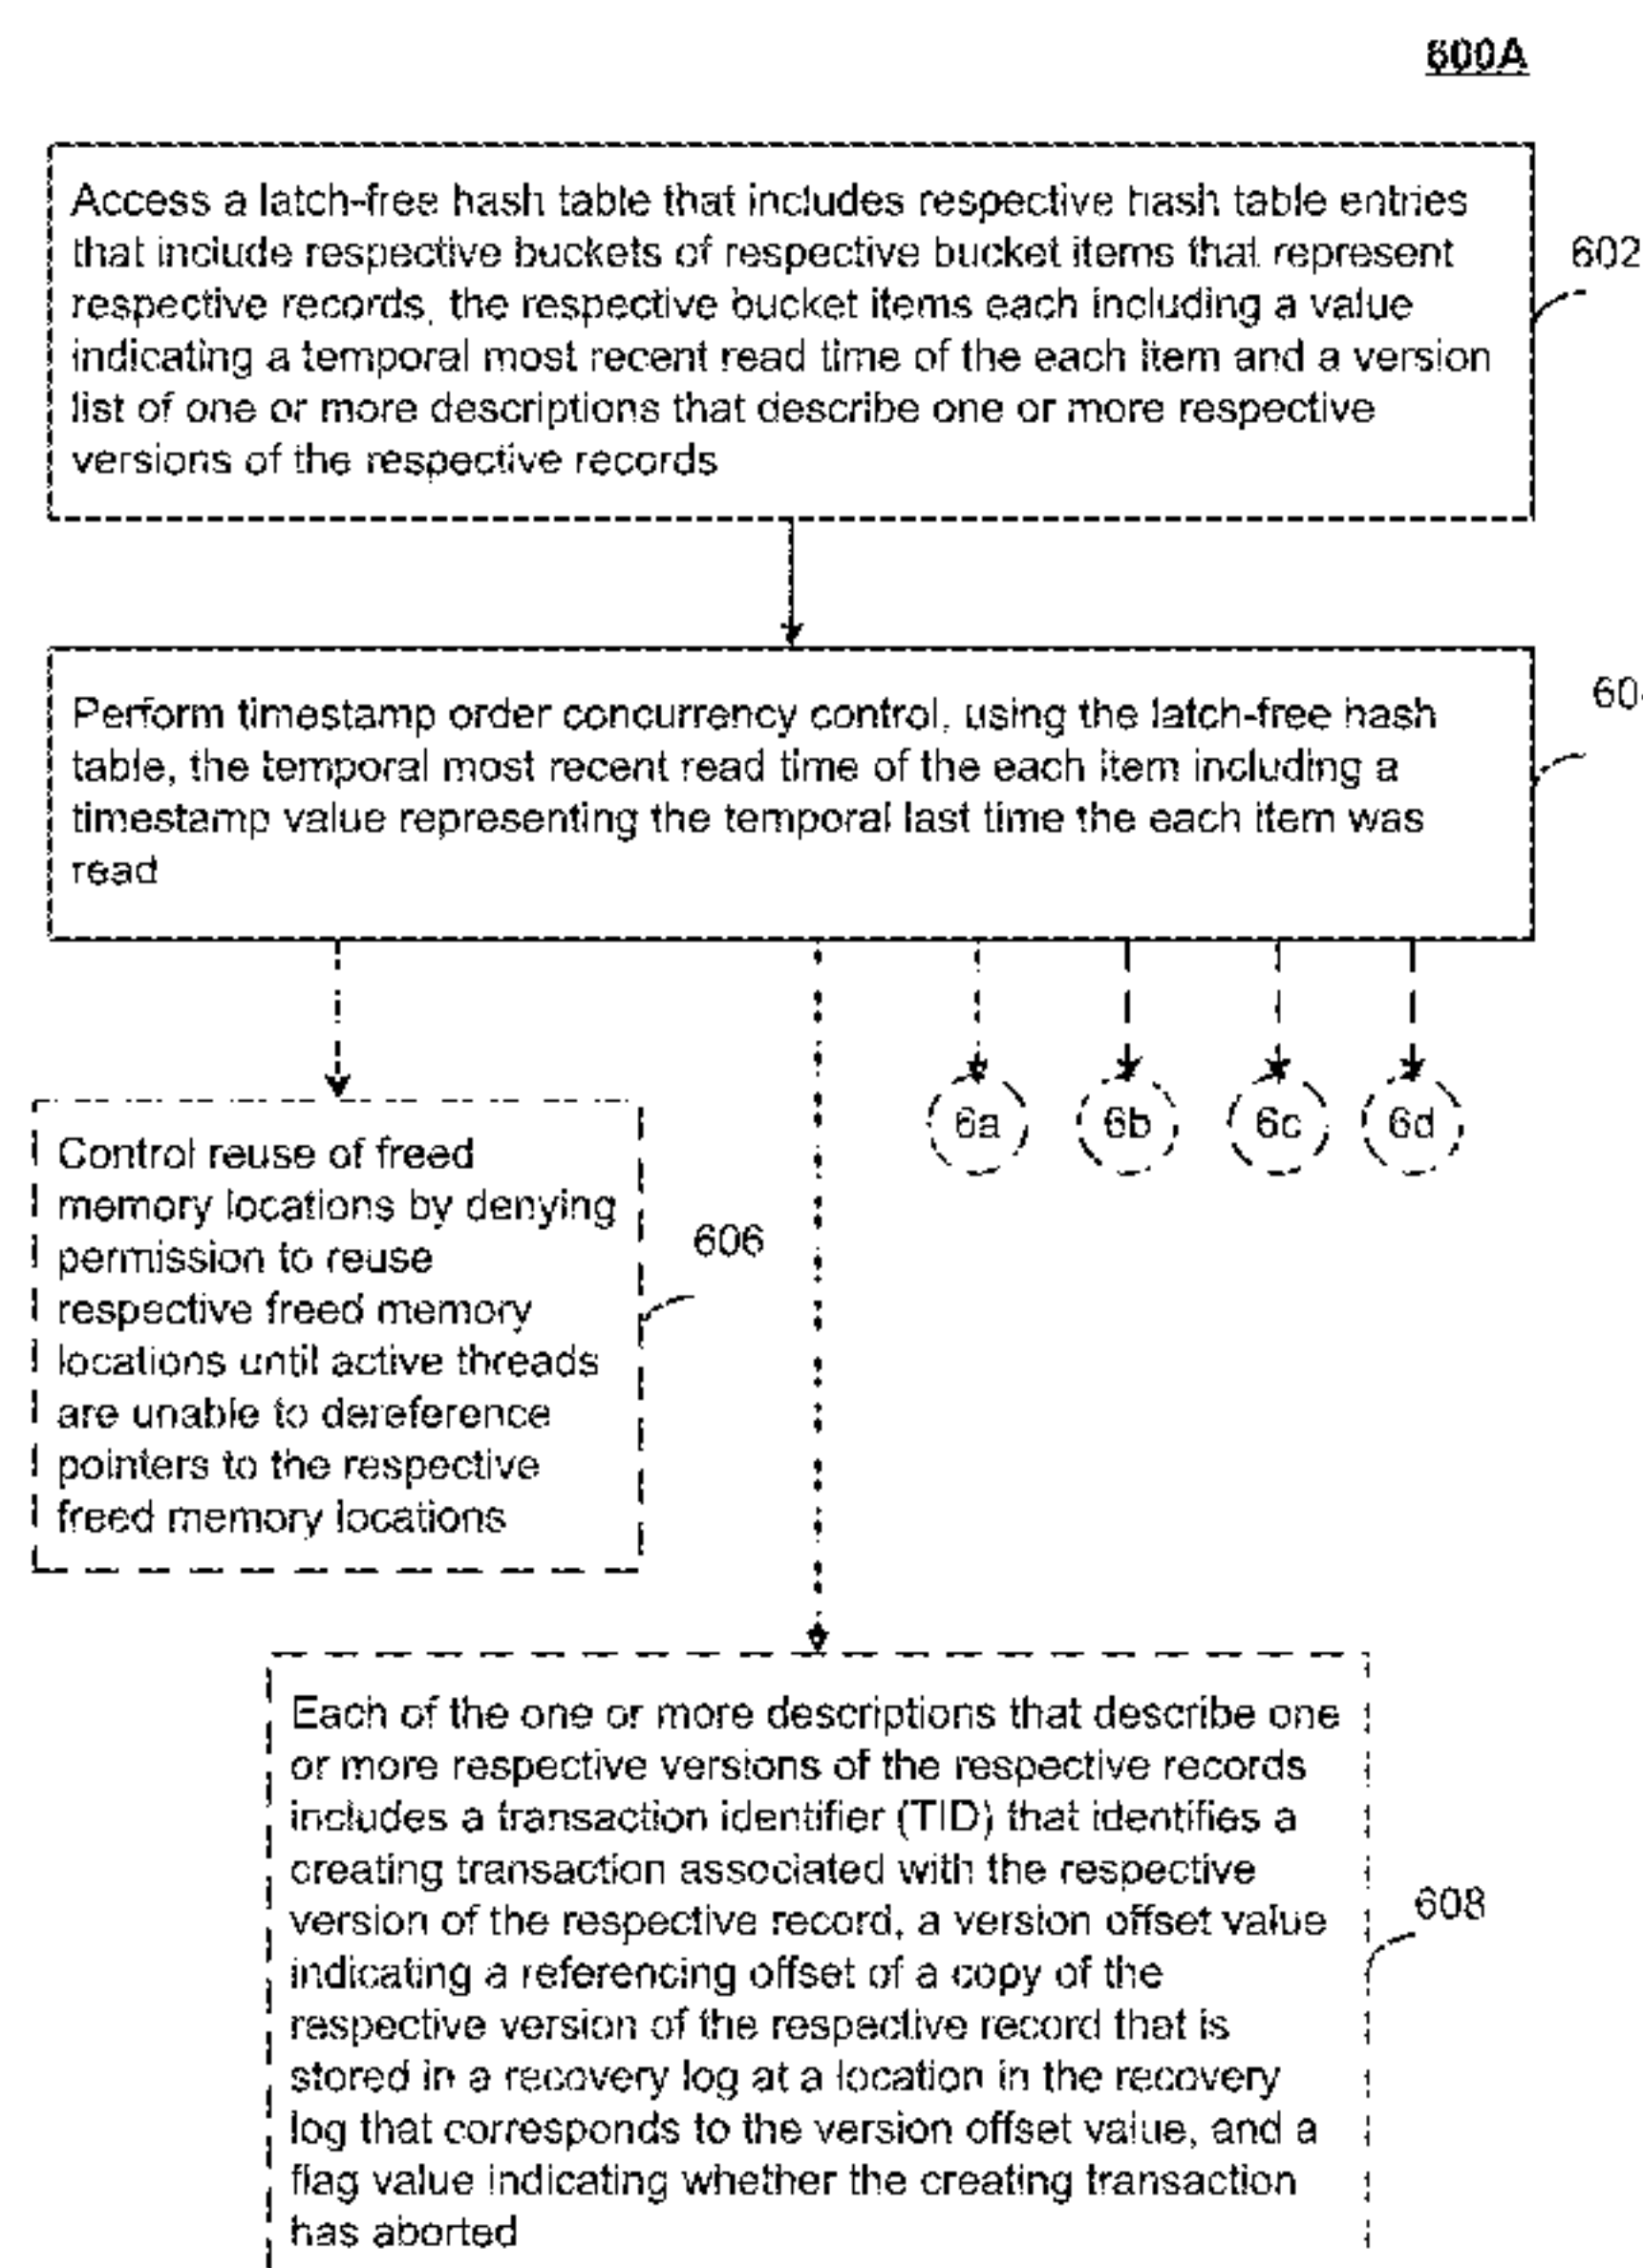 600A
Access a latch-free hash table that includes respective hash table entries
that include respective buckets of respective bucket items that represent
respective records, the respective bucket items each including a value
indicating a temporal most recent read time of the each item and a version
list of one or more descriptions that describe one or more respective
versions of the respective records
602
Perform timestamp order concurrency control, using the latch-free hash
table, the temporal most recent read time of the each item including a
timestamp value representing the temporal last time the each item was
read
6a
6b
6c
6d
Control reuse of freed
memory locations by denying
permission to reuse
respective freed memory
locations until active threads
are unable to dereference
pointers to the respective
freed memory locations
606
Each of the one or more descriptions that describe one
or more respective versions of the respective records
includes a transaction identifier (TID) that identifies a
creating transaction associated with the respective
version of the respective record, a version offset value
indicating a referencing offset of a copy of the
respective version of the respective record that is
stored in a recovery log at a location in the recovery
log that corresponds to the version offset value, and a
flag value indicating whether the creating transaction
has aborted
608